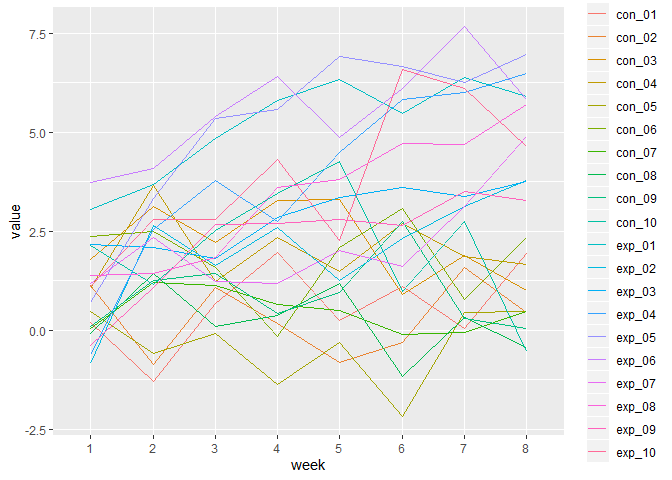 7.5
5.0
2.5
0.0
-2.5
value
1 2 3 4 5 6 7 8
week
con_01
con_02
con_03
con_04
con_05
con_06
con_07
con_08
con_09
con_10
exp_01
exp_02
exp_03
exp_04
exp_05
exp_06
exp_07
exp_08
exp_09
exp_10